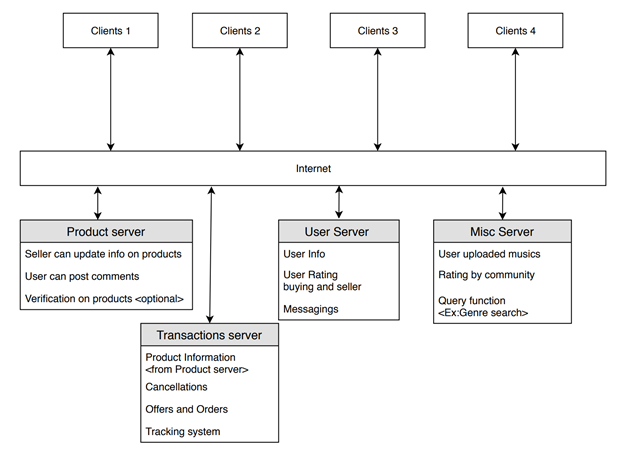 Clients 1
Clients 2
Clients 3
Clients 4
Internet
Product server
Seller can update info on products
User can post comments
Verification on products <optional>
Transactions server
Product Information
<from Product server>
Cancellations
Offers and Orders
Tracking system
User Server
User Info
User Rating
buying and seller
Messagings
Misc Server
User uploaded musics
Rating by community
Query function
<Ex:Genre search>